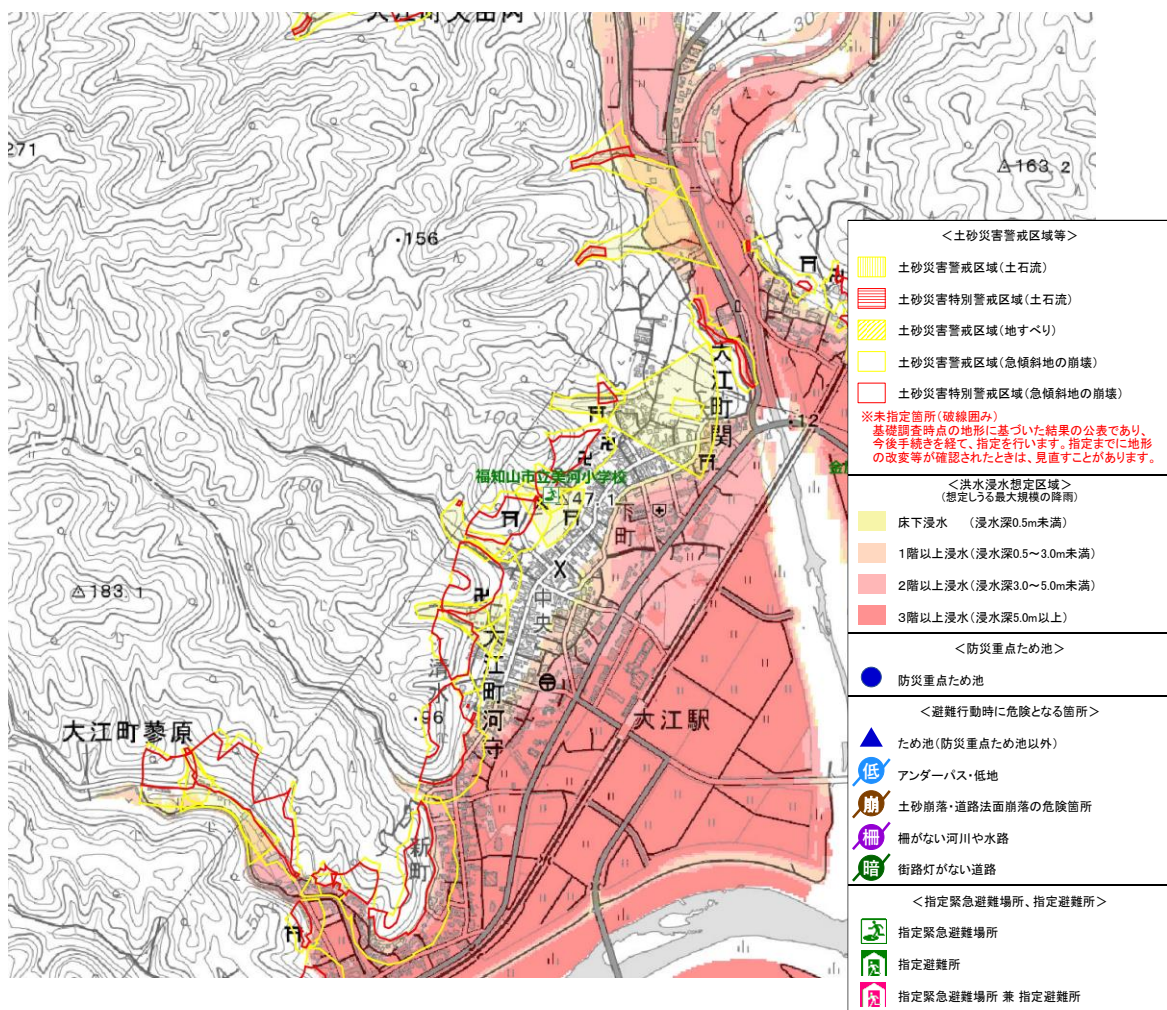 271
・156
△163.2
大江町関
・12
100
福知山市立美河小学校
△47.1
下町
X
中央
△183.1
大江町河守
清水
・96
大江町蓼原
大江駅
新町
50
30
＜土砂災害警戒区域等＞
土砂災害警戒区域（土石流）
土砂災害特別警戒区域（土石流）
土砂災害警戒区域（地すべり）
土砂災害警戒区域（急傾斜地の崩壊）
土砂災害特別警戒区域（急傾斜地の崩壊）
※未指定箇所（破線囲み）
基礎調査時点の地形に基づいた結果の公表であり、
今後手続きを経て、指定を行います。指定までに地形
の改変等が確認されたときは、見直すことがあります。
＜洪水浸水想定区域＞
（想定しうる最大規模の降雨）
床下浸水　（浸水深0.5m未満）
1階以上浸水（浸水深0.5～3.0m未満）
2階以上浸水（浸水深3.0～5.0m未満）
3階以上浸水（浸水深5.0m以上）
＜防災重点ため池＞
防災重点ため池
＜避難行動時に危険となる箇所＞
ため池（防災重点ため池以外）
低 アンダーパス・低地
崩 土砂崩落・道路法面崩落の危険箇所
柵 柵がない河川や水路
暗 街路灯がない道路
＜指定緊急避難場所、指定避難所＞
指定緊急避難場所
指定避難所
指定緊急避難場所 兼 指定避難所